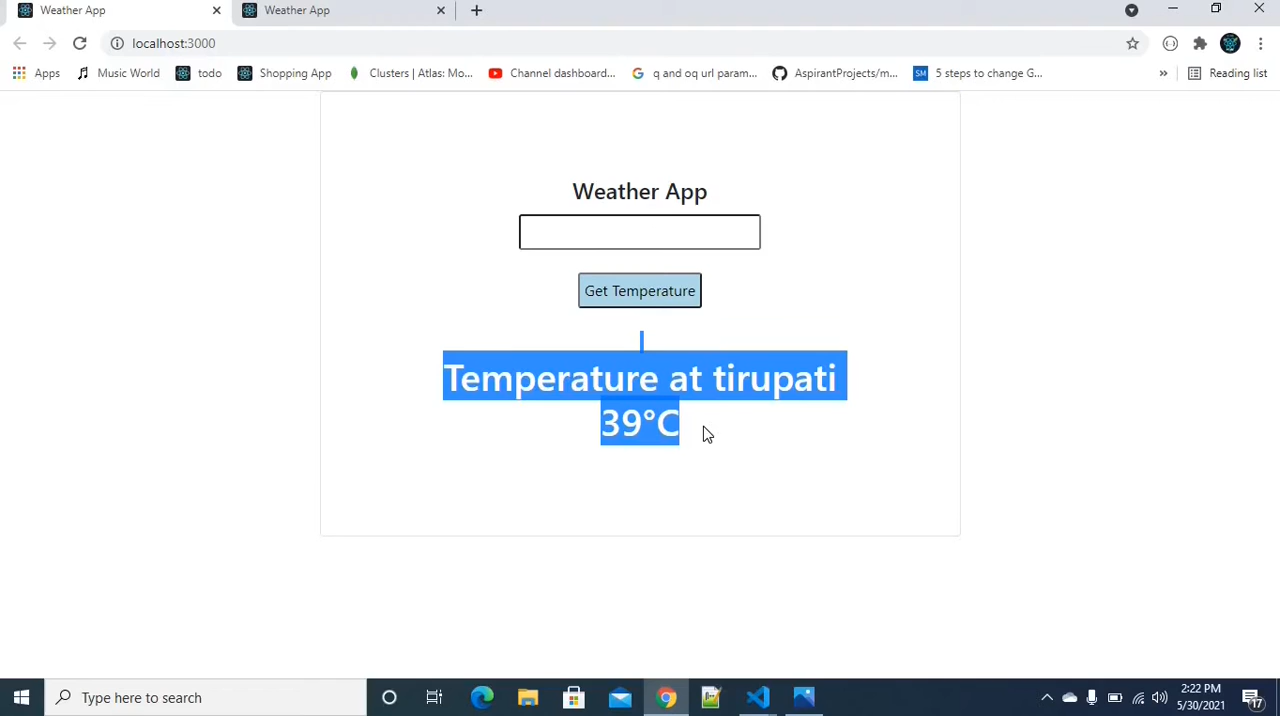 Weather App
Weather App
localhost:3000
Apps
Music World
todo
Shopping App
Clusters | Atlas: Mo...
Channel dashboard...
q and oq url param...
AspirantProjects/m...
SM
5 steps to change G...
»
Reading list
Weather App
Get Temperature
Temperature at tirupati
39°C
Type here to search
2:22 PM
5/30/2021
17